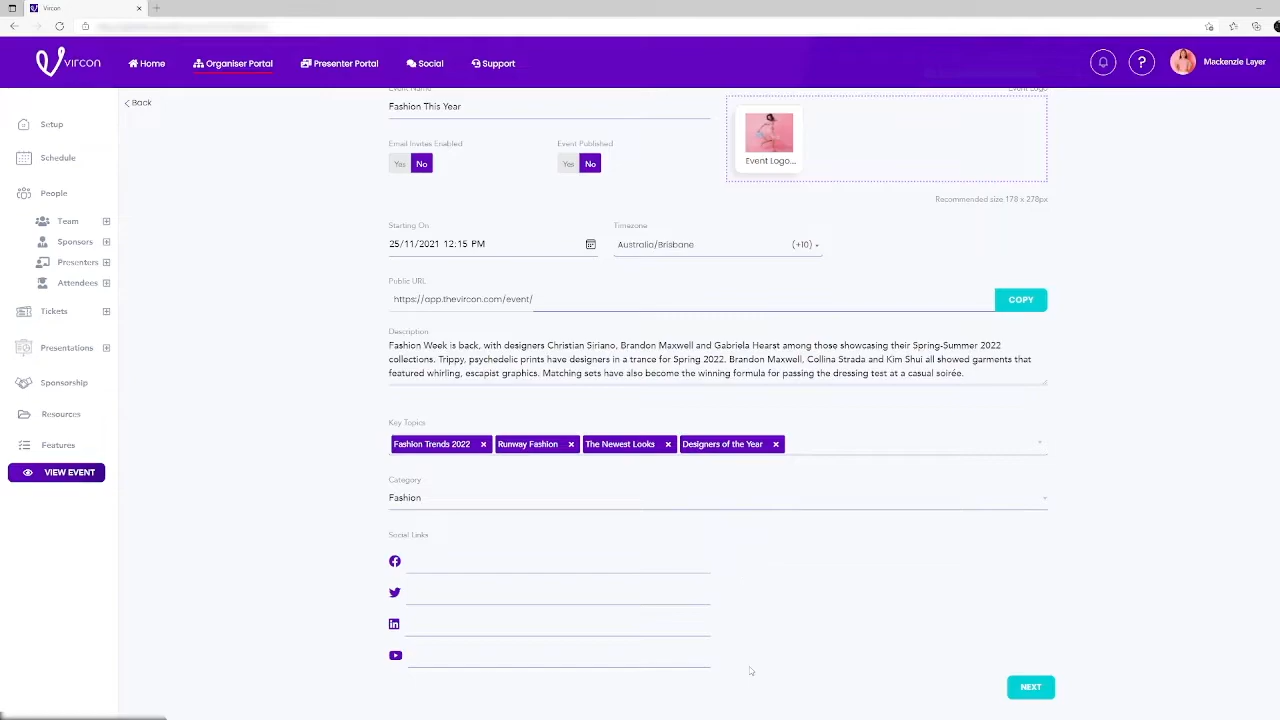 Vircon
vircon
Home
Organiser Portal
Presenter Portal
Social
Support
?
Mackenzie Layer
Back
Setup
Schedule
People
Team
Sponsors
Presenters
Attendees
Tickets
Presentations
Sponsorship
Resources
Features
VIEW EVENT
Event Name
Fashion This Year
Event Logo
Event Logo...
Recommended size 178 x 278px
Email Invites Enabled
Yes No
Event Published
Yes No
Starting On
25/11/2021 12:15 PM
Timezone
Australia/Brisbane (+10)
Public URL
https://app.thevircon.com/event/
COPY
Description
Fashion Week is back, with designers Christian Siriano, Brandon Maxwell and Gabriela Hearst among those showcasing their Spring-Summer 2022
collections. Trippy, psychedelic prints have designers in a trance for Spring 2022. Brandon Maxwell, Collina Strada and Kim Shui all showed garments that
featured whirling, escapist graphics. Matching sets have also become the winning formula for passing the dressing test at a casual soirée.
Key Topics
Fashion Trends 2022 × Runway Fashion × The Newest Looks × Designers of the Year ×
Category
Fashion
Social Links
NEXT